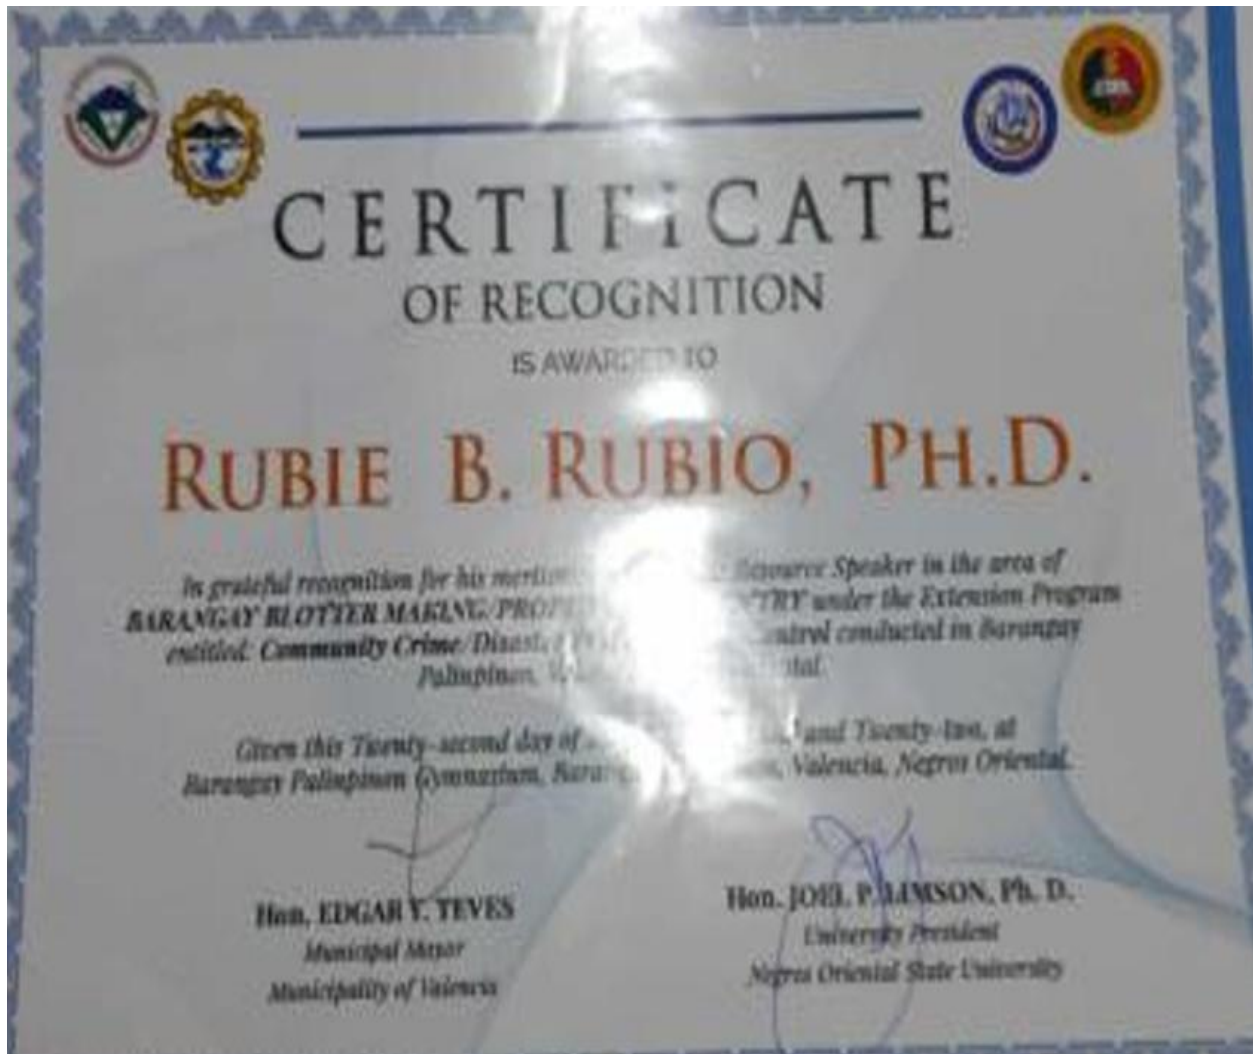 CERTIFICATE
OF RECOGNITION
IS AWARDED TO
RUBIE B. RUBIO, PH.D.
In grateful recognition for his Resource Speaker in the area of
BARANGAY BLOTTER MAKING/ under the Extension Program
entitled: Community Crime/Disaster conducted in Barangay
Palinpinon,
Given this Twenty-second day of and Twenty-two, at
Barangay Palinpinon Gymnasium, Valencia, Negros Oriental.
Hon. EDGAR Y. TEVES
Municipal Mayor
Municipality of Valencia
Hon. JOEL P. LIMSON, Ph. D.
University President
Negros Oriental State University